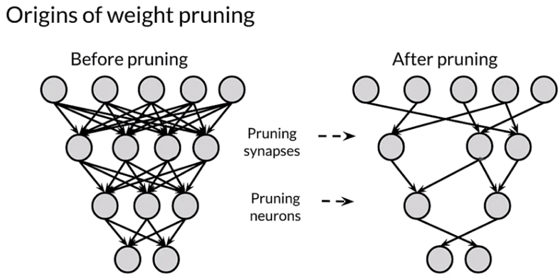 Origins of weight pruning
Before pruning
After pruning
Pruning
synapses
Pruning
neurons